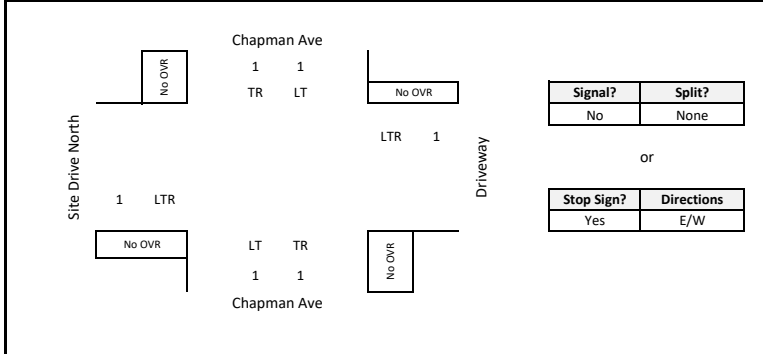 Chapman Ave
No OVR
1 1
TR LT
No OVR
Signal? Split?
No None
LTR 1
Site Drive North
Driveway
or
1 LTR
Stop Sign? Directions
Yes E/W
No OVR
LT TR
No OVR
1 1
Chapman Ave